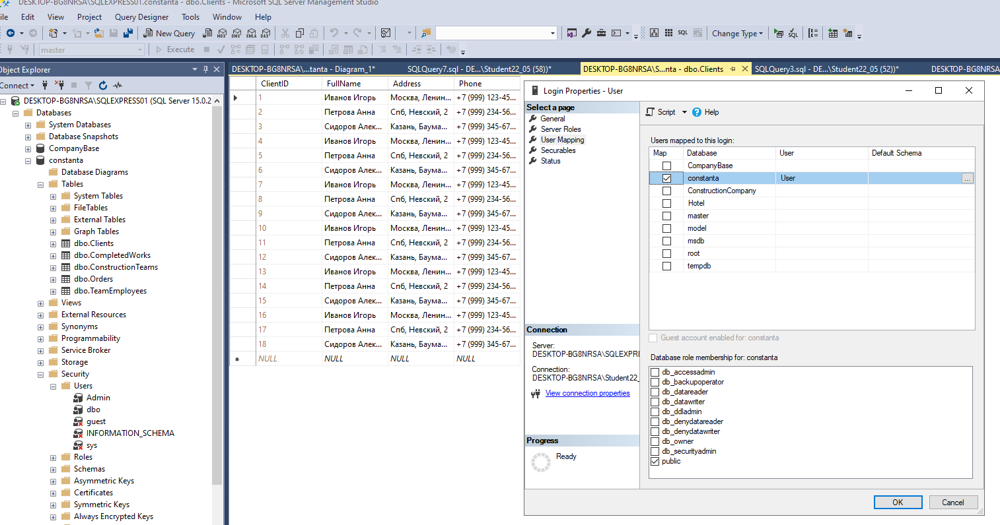 DESKTOP-BG8NRSA\SQLEXPRESS01.constanta - dbo.Clients - Microsoft SQL Server Management Studio
ile Edit View Project Query Designer Tools Window Help
New Query MDX DMX XMLA DAX SQL Change Type SQL
master Execute
Object Explorer
Connect
DESKTOP-BG8NRSA\SQLEXPRESS01 (SQL Server 15.0.2
Databases
System Databases
Database Snapshots
CompanyBase
constanta
Database Diagrams
Tables
System Tables
FileTables
External Tables
Graph Tables
dbo.Clients
dbo.CompletedWorks
dbo.ConstructionTeams
dbo.Orders
dbo.TeamEmployees
Views
External Resources
Synonyms
Programmability
Service Broker
Storage
Security
Users
Admin
dbo
guest
INFORMATION_SCHEMA
sys
Roles
Schemas
Asymmetric Keys
Certificates
Symmetric Keys
Always Encrypted Keys
DESKTOP-BG8NRSA\...tanta - Diagram_1* SQLQuery7.sql - DE...\Student22_05 (58))* DESKTOP-BG8NRSA\S...nta - dbo.Clients SQLQuery3.sql - DE...\Student22_05 (52))* DESKTOP-BG8NRSA
ClientID FullName Address Phone
1 Иванов Игорь Москва, Ленин... +7 (999) 123-45...
2 Петрова Анна Спб, Невский, 2 +7 (999) 234-56...
3 Сидоров Алек... Казань, Баума... +7 (999) 345-67...
4 Иванов Игорь Москва, Ленин... +7 (999) 123-45...
5 Петрова Анна Спб, Невский, 2 +7 (999) 234-56...
6 Сидоров Алек... Казань, Баума... +7 (999) 345-67...
7 Иванов Игорь Москва, Ленин... +7 (999) 123-45...
8 Петрова Анна Спб, Невский, 2 +7 (999) 234-56...
9 Сидоров Алек... Казань, Баума... +7 (999) 345-67...
10 Иванов Игорь Москва, Ленин... +7 (999) 123-45...
11 Петрова Анна Спб, Невский, 2 +7 (999) 234-56...
12 Сидоров Алек... Казань, Баума... +7 (999) 345-67...
13 Иванов Игорь Москва, Ленин... +7 (999) 123-45...
14 Петрова Анна Спб, Невский, 2 +7 (999) 234-56...
15 Сидоров Алек... Казань, Баума... +7 (999) 345-67...
16 Иванов Игорь Москва, Ленин... +7 (999) 123-45...
17 Петрова Анна Спб, Невский, 2 +7 (999) 234-56...
18 Сидоров Алек... Казань, Баума... +7 (999) 345-67...
NULL NULL NULL NULL
Login Properties - User
Select a page
General
Server Roles
User Mapping
Securables
Status
Connection
Server:
DESKTOP-BG8NRSA\SQLEXPRE
Connection:
DESKTOP-BG8NRSA\Student22_
View connection properties
Progress
Ready
Script Help
Users mapped to this login:
Map Database User Default Schema
CompanyBase
constanta User ...
ConstructionCompany
Hotel
master
model
msdb
root
tempdb
Guest account enabled for: constanta
Database role membership for: constanta
db_accessadmin
db_backupoperator
db_datareader
db_datawriter
db_ddladmin
db_denydatareader
db_denydatawriter
db_owner
db_securityadmin
public
OK Cancel